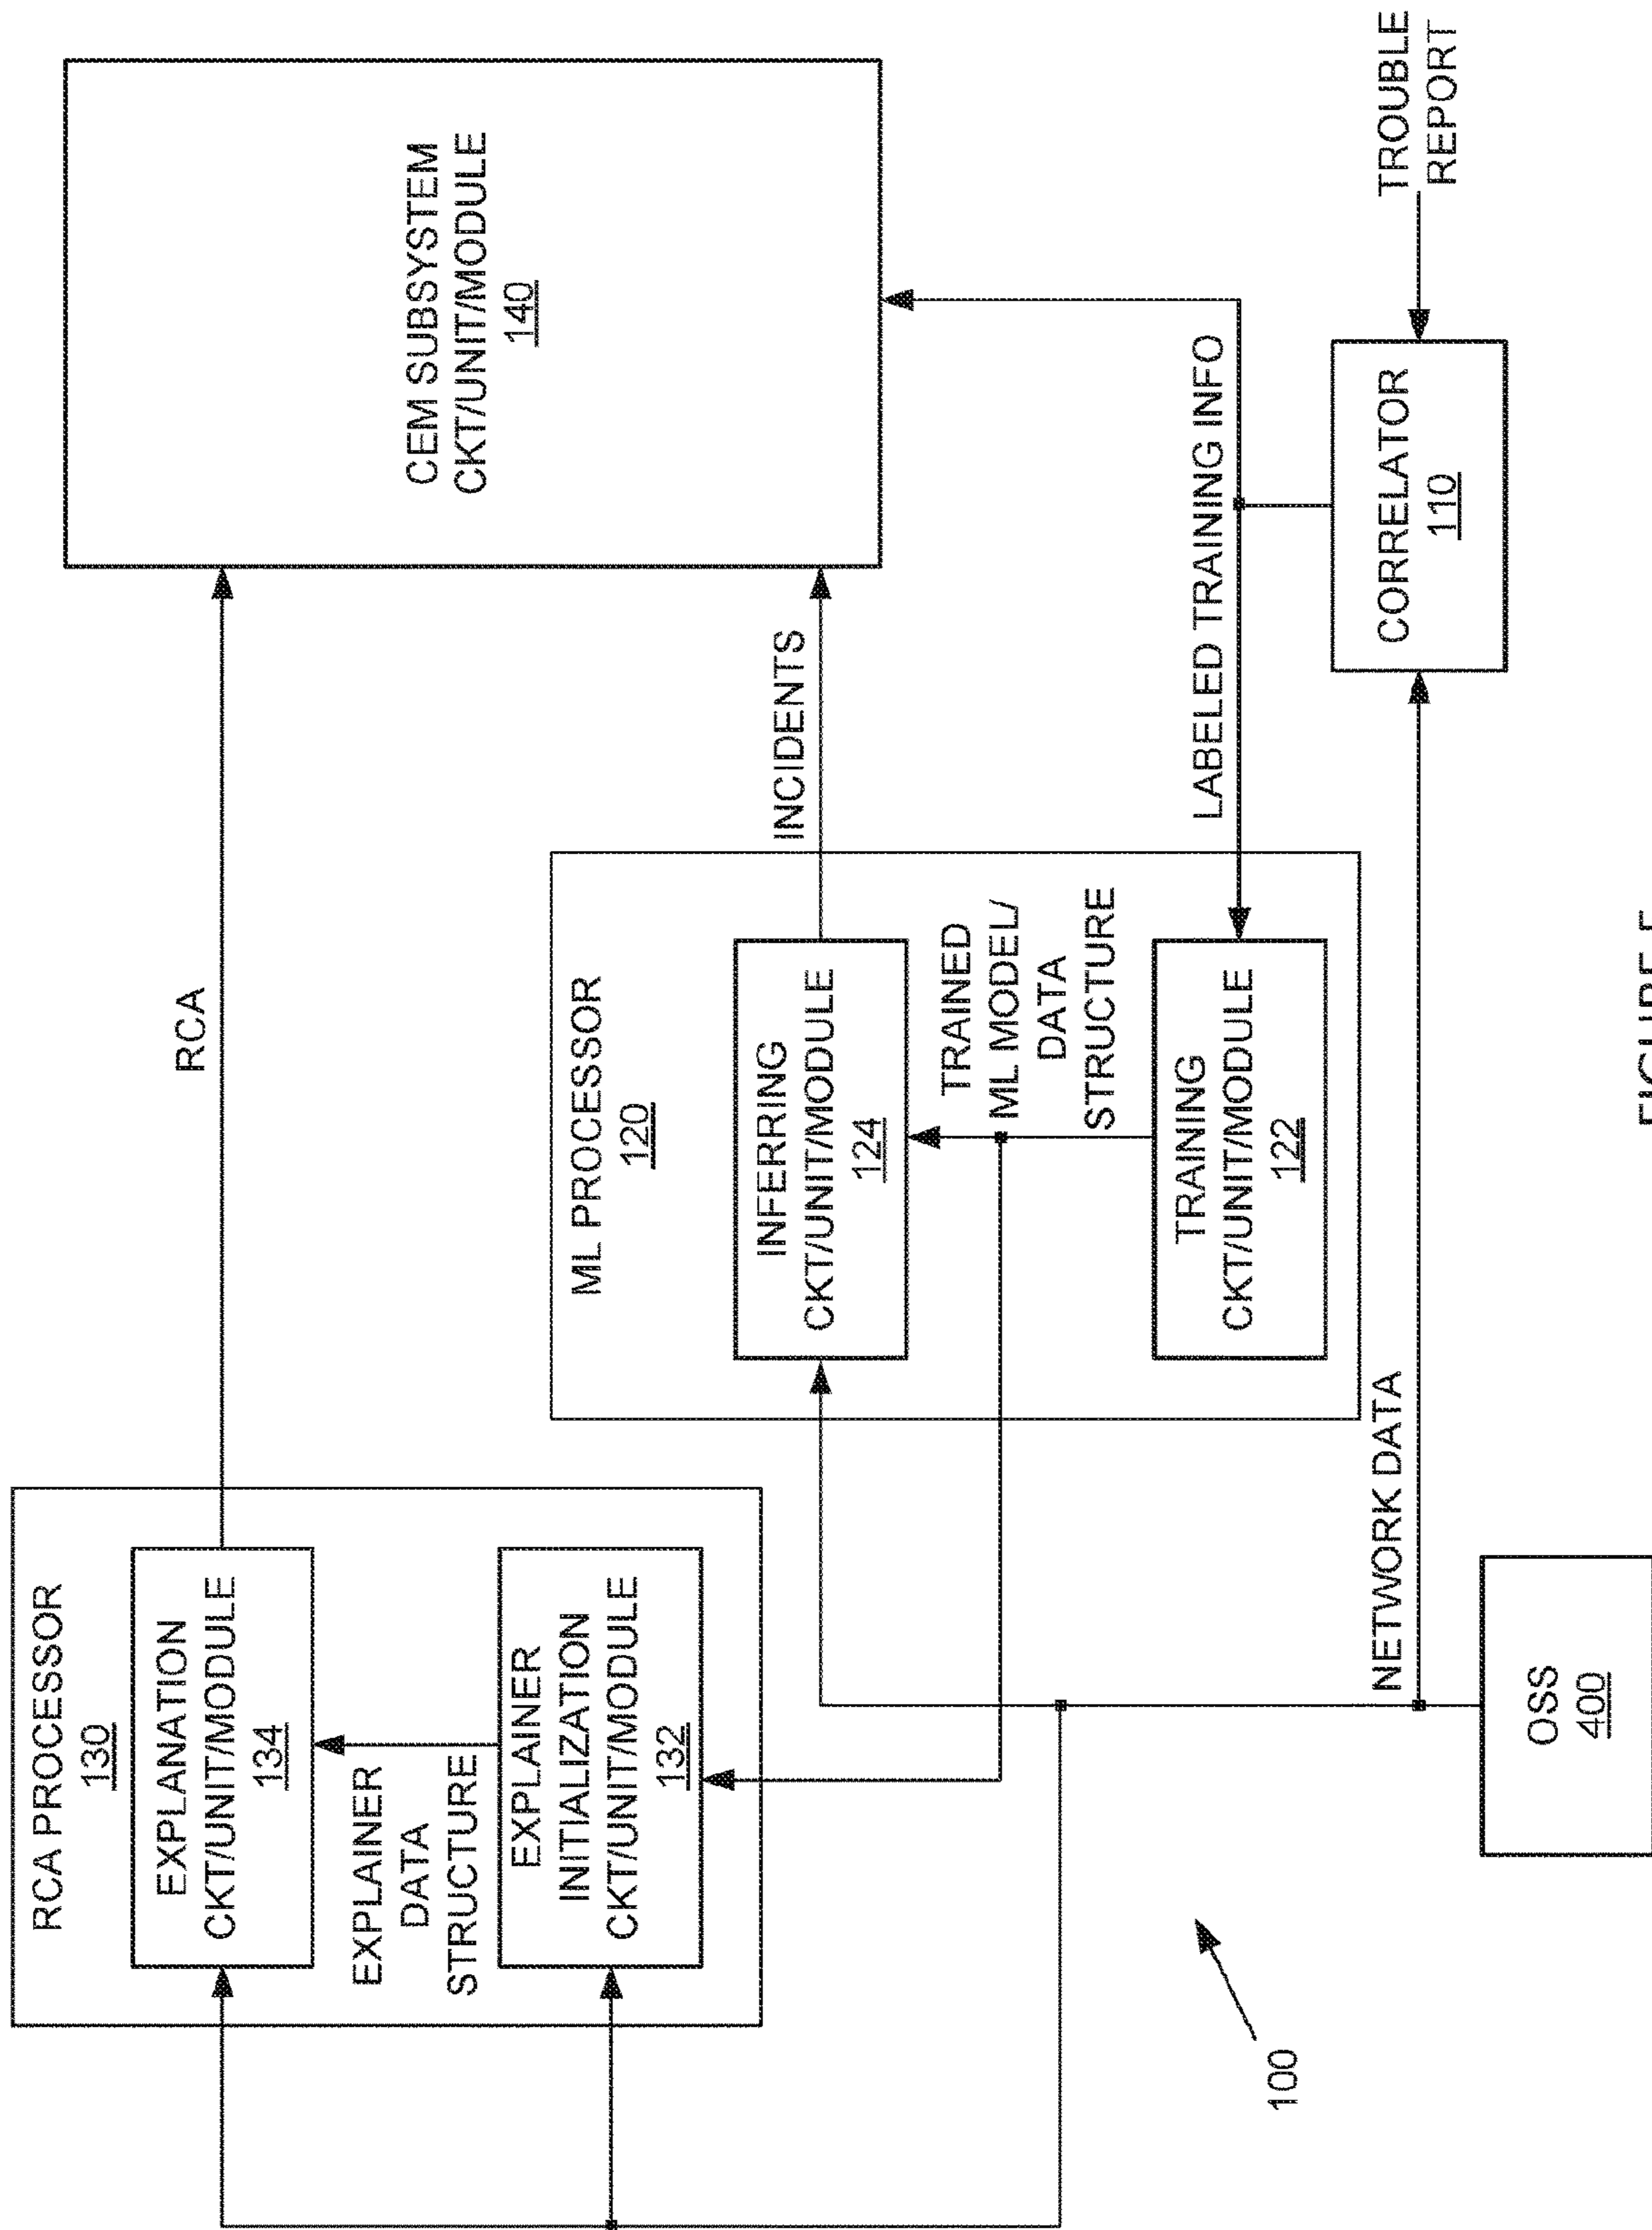 RCA PROCESSOR
130
EXPLANATION
CKT/UNIT/MODULE
134
EXPLAINER
DATA
STRUCTURE
EXPLAINER
INITIALIZATION
CKT/UNIT/MODULE
132
RCA
CEM SUBSYSTEM
CKT/UNIT/MODULE
140
ML PROCESSOR
120
INFERRING
CKT/UNIT/MODULE
124
INCIDENTS
TRAINED
ML MODEL/
DATA
STRUCTURE
TRAINING
CKT/UNIT/MODULE
122
LABELED TRAINING INFO
100
NETWORK DATA
OSS
400
CORRELATOR
110
TROUBLE
REPORT
FIGURE